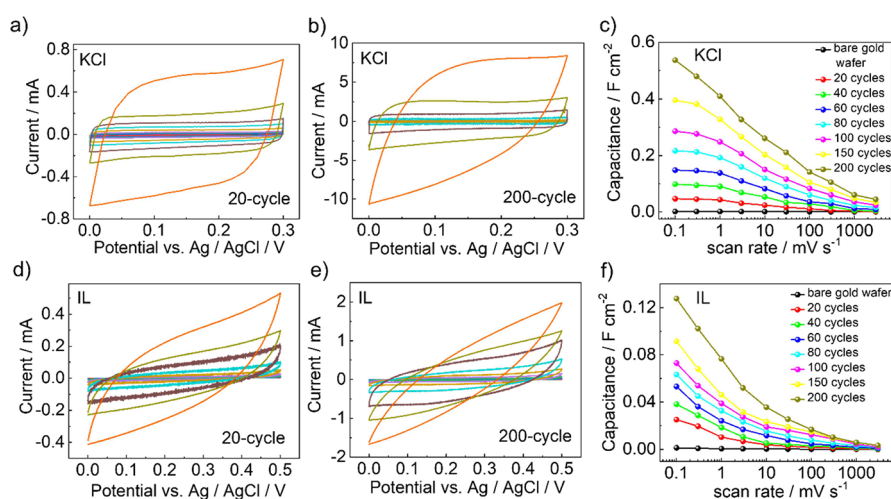 a)
KCl
Current / mA
0.8
0.4
0.0
-0.4
-0.8
0.0 0.1 0.2 0.3
20-cycle
Potential vs. Ag / AgCl / V
b)
KCl
Current / mA
10
5
0
-5
-10
0.0 0.1 0.2 0.3
200-cycle
Potential vs. Ag / AgCl / V
c)
KCl
Capacitance / F cm⁻²
0.6
0.4
0.2
0.0
0.1 1 10 100 1000
scan rate / mV s⁻¹
bare gold
wafer
20 cycles
40 cycles
60 cycles
80 cycles
100 cycles
150 cycles
200 cycles
d)
IL
Current / mA
0.6
0.4
0.2
0.0
-0.2
-0.4
0.0 0.1 0.2 0.3 0.4 0.5
20-cycle
Potential vs. Ag / AgCl / V
e)
IL
Current / mA
2
1
0
-1
-2
0.0 0.1 0.2 0.3 0.4 0.5
200-cycle
Potential vs. Ag / AgCl / V
f)
IL
Capacitance / F cm⁻²
0.12
0.08
0.04
0.00
0.1 1 10 100 1000
scan rate / mV s⁻¹
bare gold wafer
20 cycles
40 cycles
60 cycles
80 cycles
100 cycles
150 cycles
200 cycles